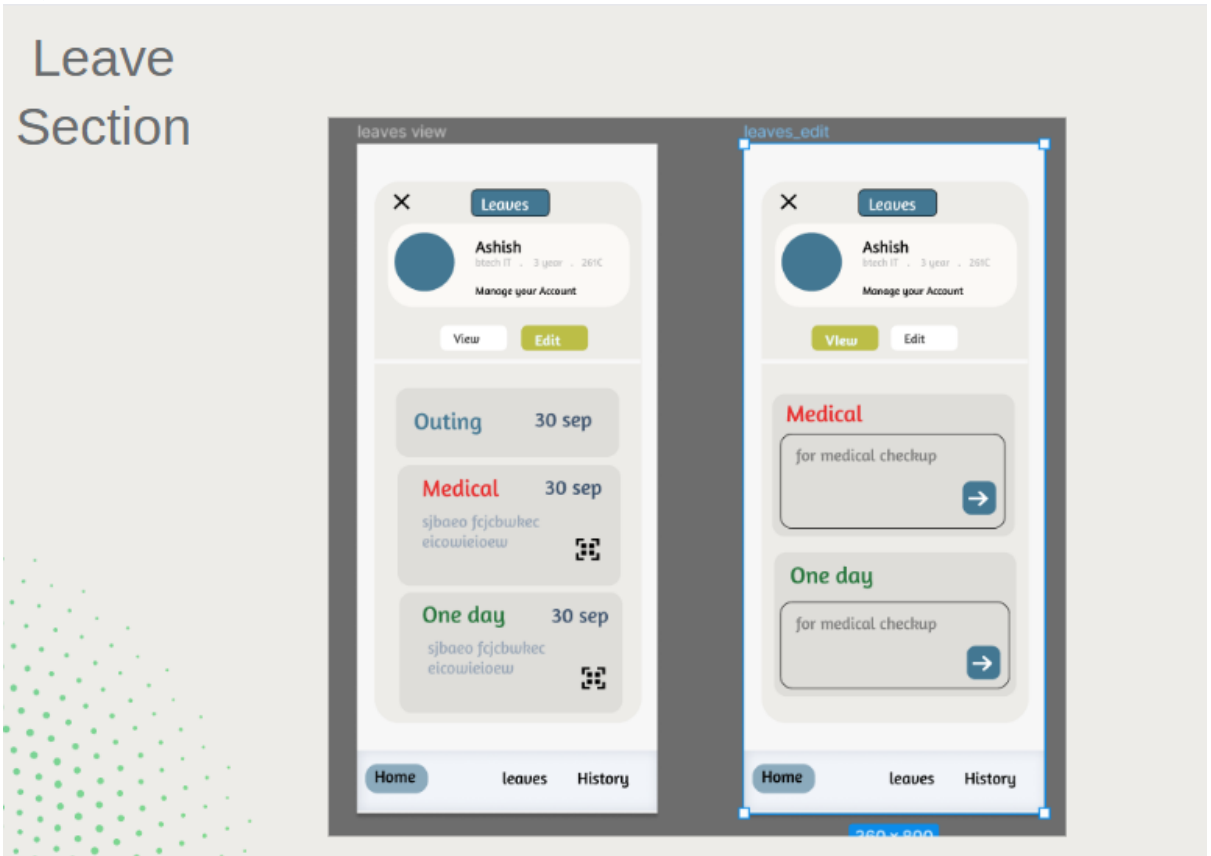 Leave
Section
leaves view
Leaves
Ashish
btech IT . 3 year . 261C
Manage your Account
View
Edit
Outing
30 sep
Medical
30 sep
sjbaeo fcjcbwkec
eicowieioew
One day
30 sep
sjbaeo fcjcbwkec
eicowieioew
Home
leaves
History
leaves_edit
Leaves
Ashish
btech IT . 3 year . 261C
Manage your Account
VIew
Edit
Medical
for medical checkup
One day
for medical checkup
Home
leaves
History
360 x 800